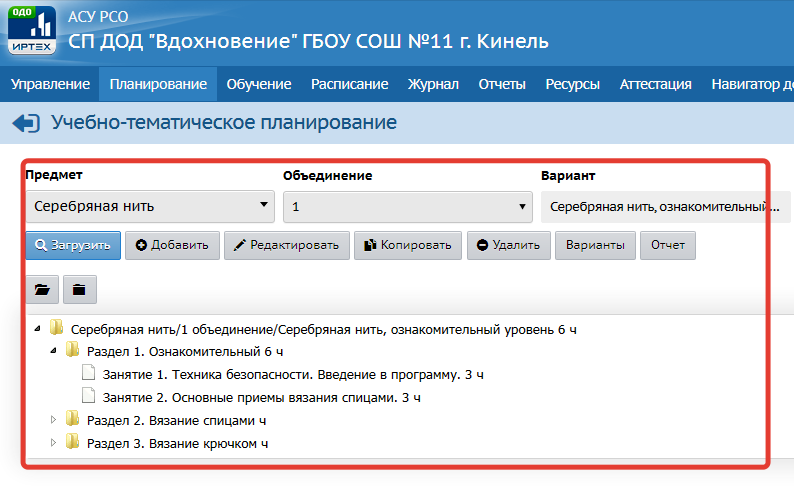 ОДО
ИРТЕХ
АСУ РСО
СП ДОД "Вдохновение" ГБОУ СОШ №11 г. Кинель
Управление Планирование Обучение Расписание Журнал Отчеты Ресурсы Аттестация Навигатор до
Учебно-тематическое планирование
Предмет Объединение Вариант
Серебряная нить 1 Серебряная нить, ознакомительный...
Загрузить Добавить Редактировать Копировать Удалить Варианты Отчет
Серебряная нить/1 объединение/Серебряная нить, ознакомительный уровень 6 ч
Раздел 1. Ознакомительный 6 ч
Занятие 1. Техника безопасности. Введение в программу. 3 ч
Занятие 2. Основные приемы вязания спицами. 3 ч
Раздел 2. Вязание спицами ч
Раздел 3. Вязание крючком ч